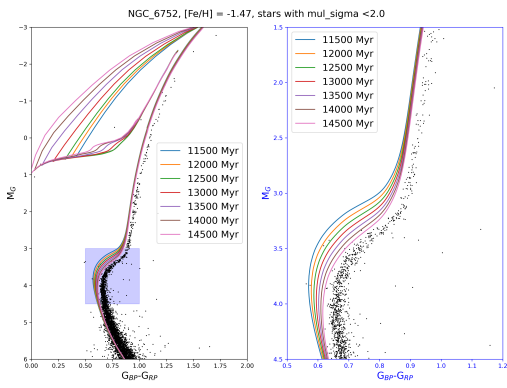 NGC_6752, [Fe/H] = -1.47, stars with mul_sigma <2.0
−3
−2
−1
0
1
2
3
4
5
6
M_G
11500 Myr
12000 Myr
12500 Myr
13000 Myr
13500 Myr
14000 Myr
14500 Myr
0.00 0.25 0.50 0.75 1.00 1.25 1.50 1.75 2.00
G_BP-G_RP
1.5
2.0
2.5
3.0
3.5
4.0
4.5
M_G
11500 Myr
12000 Myr
12500 Myr
13000 Myr
13500 Myr
14000 Myr
14500 Myr
0.5 0.6 0.7 0.8 0.9 1.0 1.1 1.2
G_BP-G_RP